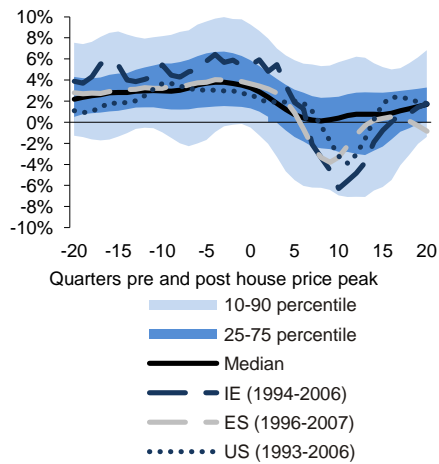 10%
8%
6%
4%
2%
0%
-2%
-4%
-6%
-8%
-10%
-20 -15 -10 -5 0 5 10 15 20
Quarters pre and post house price peak
10-90 percentile
25-75 percentile
Median
IE (1994-2006)
ES (1996-2007)
US (1993-2006)